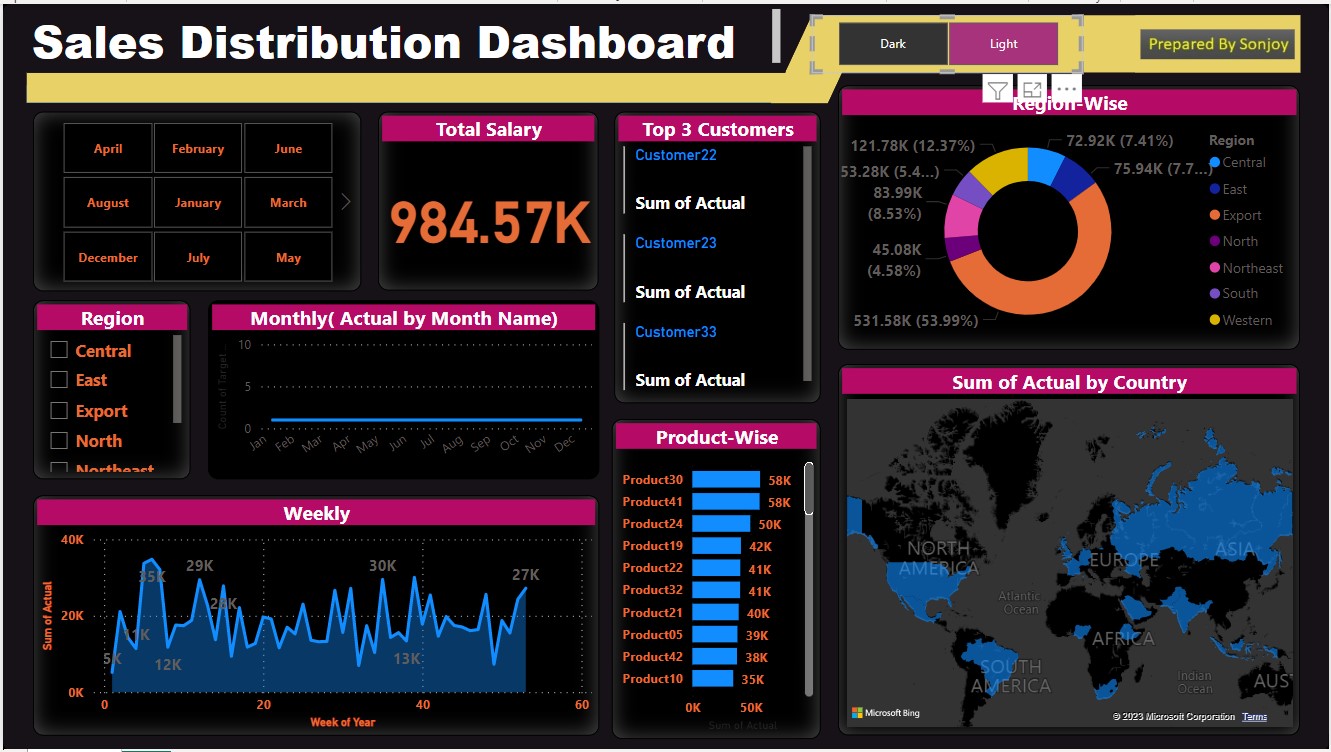 Sales Distribution Dashboard
Dark
Light
Prepared By Sonjoy
April
February
June
August
January
March
December
July
May
Total Salary
984.57K
Top 3 Customers
Customer22
Sum of Actual
Customer23
Sum of Actual
Customer33
Sum of Actual
Region-Wise
121.78K (12.37%)
72.92K (7.41%)
53.28K (5.4...)
75.94K (7.7...)
83.99K
(8.53%)
45.08K
(4.58%)
531.58K (53.99%)
Region
Central
East
Export
North
Northeast
South
Western
Region
Central
East
Export
North
Northeast
Monthly( Actual by Month Name)
Count of Target...
10
5
0
Jan
Feb
Mar
Apr
May
Jun
Jul
Aug
Sep
Oct
Nov
Dec
Product-Wise
Product30 58K
Product41 58K
Product24 50K
Product19 42K
Product22 41K
Product32 41K
Product21 40K
Product05 39K
Product42 38K
Product10 35K
0K 50K
Sum of Actual
Weekly
Sum of Actual
40K
20K
0K
5K
11K
35K
12K
29K
30K
13K
27K
0 20 40 60
Week of Year
Sum of Actual by Country
NORTH
AMERICA
EUROPE
ASIA
Atlantic
Ocean
AFRICA
SOUTH
AMERICA
Indian
Ocean
AUS
Microsoft Bing
© 2023 Microsoft Corporation Terms